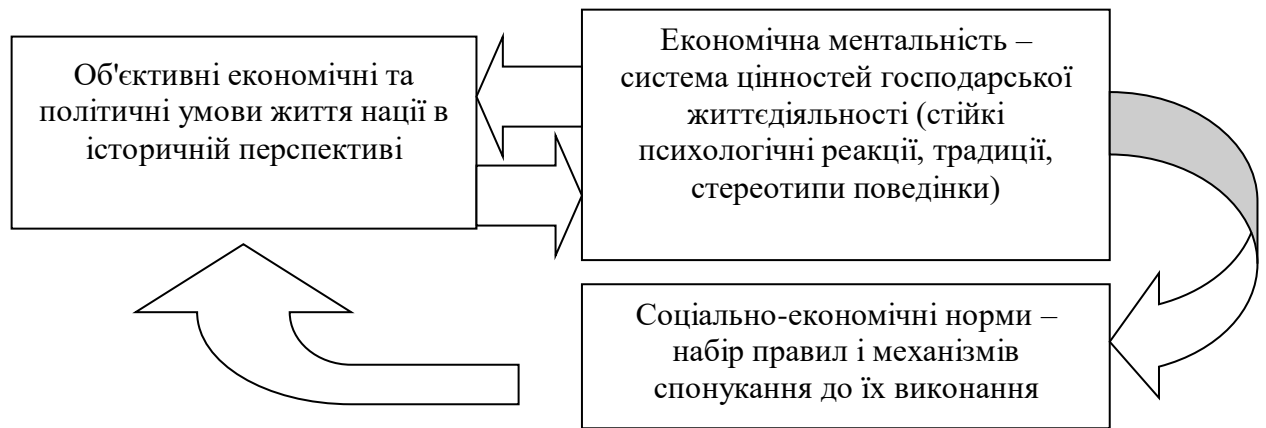 Об'єктивні економічні та
політичні умови життя нації в
історичній перспективі
Економічна ментальність –
система цінностей господарської
життєдіяльності (стійкі
психологічні реакції, традиції,
стереотипи поведінки)
Соціально-економічні норми –
набір правил і механізмів
спонукання до їх виконання